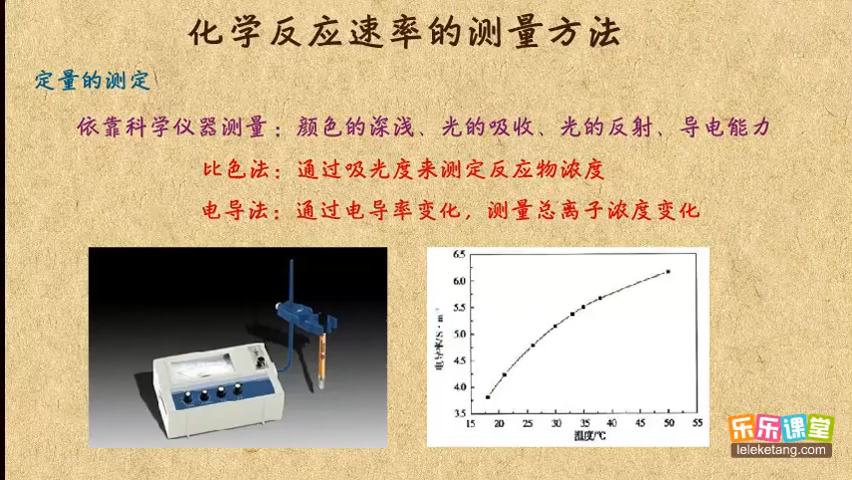 化学反应速率的测量方法
定量的测定
依靠科学仪器测量：颜色的深浅、光的吸收、光的反射、导电能力
比色法：通过吸光度来测定反应物浓度
电导法：通过电导率变化，测量总离子浓度变化
6.5
6.0
5.5
5.0
4.5
4.0
3.5
电导率/S·m⁻¹
15 20 25 30 35 40 45 50 55
温度/℃
乐乐课堂
leleketang.com